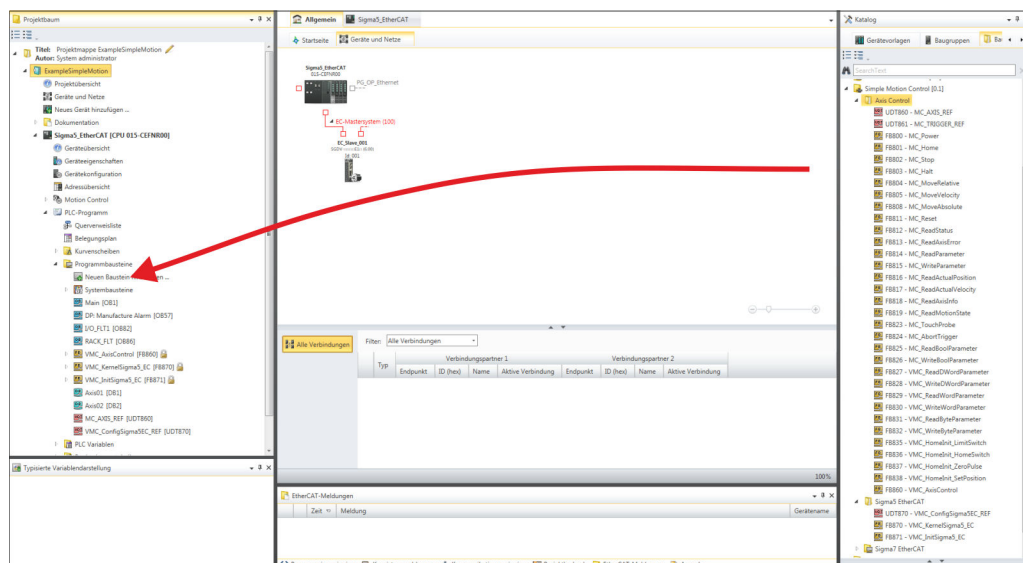 Projektbaum
Titel: Projektmappe ExampleSimpleMotion
Autor: System administrator
ExampleSimpleMotion
Projektübersicht
Geräte und Netze
Neues Gerät hinzufügen ...
Dokumentation
Sigma5_EtherCAT [CPU 015-CEFNR00]
Geräteübersicht
Geräteeigenschaften
Gerätekonfiguration
Adressübersicht
Motion Control
PLC-Programm
Querverweisliste
Belegungsplan
Kurvenscheiben
Programmbausteine
Neuen Baustein
Systembausteine
Main [OB1]
DP: Manufacture Alarm [OB57]
I/O_FLT1 [OB82]
RACK_FLT [OB86]
VMC_AxisControl [FB860]
VMC_KernelSigma5_EC [FB870]
VMC_InitSigma5_EC [FB871]
Axis01 [DB1]
Axis02 [DB2]
MC_AXIS_REF [UDT860]
VMC_ConfigSigma5EC_REF [UDT870]
PLC Variablen
Typisierte Variablendarstellung
Allgemein Sigma5_EtherCAT
Startseite Geräte und Netze
Sigma5_EtherCAT
015-CEFNR00
PG_OP_Ethernet
EC-Mastersystem (100)
EC_Slave_001
Alle Verbindungen
Filter: Alle Verbindungen
Verbindungspartner 1 Verbindungspartner 2
Typ Endpunkt ID (hex) Name Aktive Verbindung Endpunkt ID (hex) Name Aktive Verbindung
100%
EtherCAT-Meldungen
Zeit Meldung Gerätename
Katalog
Gerätevorlagen Baugruppen Bau
SearchText
Simple Motion Control [0.1]
Axis Control
UDT860 - MC_AXIS_REF
UDT861 - MC_TRIGGER_REF
FB800 - MC_Power
FB801 - MC_Home
FB802 - MC_Stop
FB803 - MC_Halt
FB804 - MC_MoveRelative
FB805 - MC_MoveVelocity
FB808 - MC_MoveAbsolute
FB811 - MC_Reset
FB812 - MC_ReadStatus
FB813 - MC_ReadAxisError
FB814 - MC_ReadParameter
FB815 - MC_WriteParameter
FB816 - MC_ReadActualPosition
FB817 - MC_ReadActualVelocity
FB818 - MC_ReadAxisInfo
FB819 - MC_ReadMotionState
FB823 - MC_TouchProbe
FB824 - MC_AbortTrigger
FB825 - MC_ReadBoolParameter
FB826 - MC_WriteBoolParameter
FB827 - VMC_ReadDWordParameter
FB828 - VMC_WriteDWordParameter
FB829 - VMC_ReadWordParameter
FB830 - VMC_WriteWordParameter
FB831 - VMC_ReadByteParameter
FB832 - VMC_WriteByteParameter
FB835 - VMC_HomeInit_LimitSwitch
FB836 - VMC_HomeInit_HomeSwitch
FB837 - VMC_HomeInit_ZeroPulse
FB838 - VMC_HomeInit_SetPosition
FB860 - VMC_AxisControl
Sigma5 EtherCAT
UDT870 - VMC_ConfigSigma5EC_REF
FB870 - VMC_KernelSigma5_EC
FB871 - VMC_InitSigma5_EC
Sigma7 EtherCAT